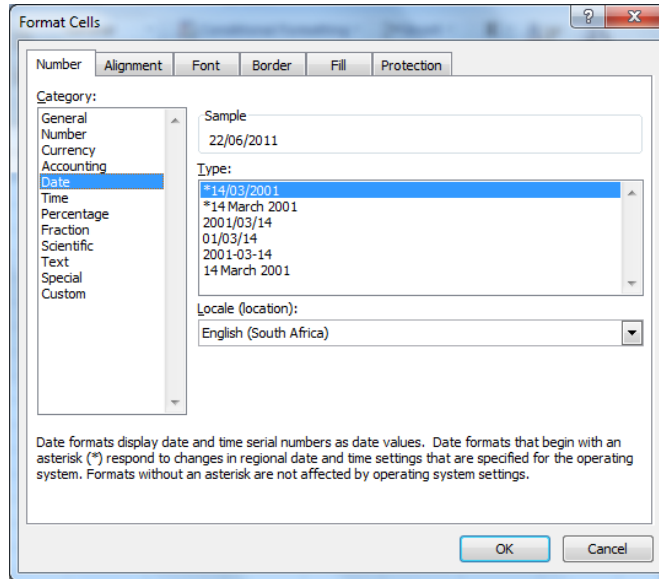 Format Cells
Number Alignment Font Border Fill Protection
Category:
General
Number
Currency
Accounting
Date
Time
Percentage
Fraction
Scientific
Text
Special
Custom
Sample
22/06/2011
Type:
*14/03/2001
*14 March 2001
2001/03/14
01/03/14
2001-03-14
14 March 2001
Locale (location):
English (South Africa)
Date formats display date and time serial numbers as date values. Date formats that begin with an
asterisk (*) respond to changes in regional date and time settings that are specified for the operating
system. Formats without an asterisk are not affected by operating system settings.
OK Cancel